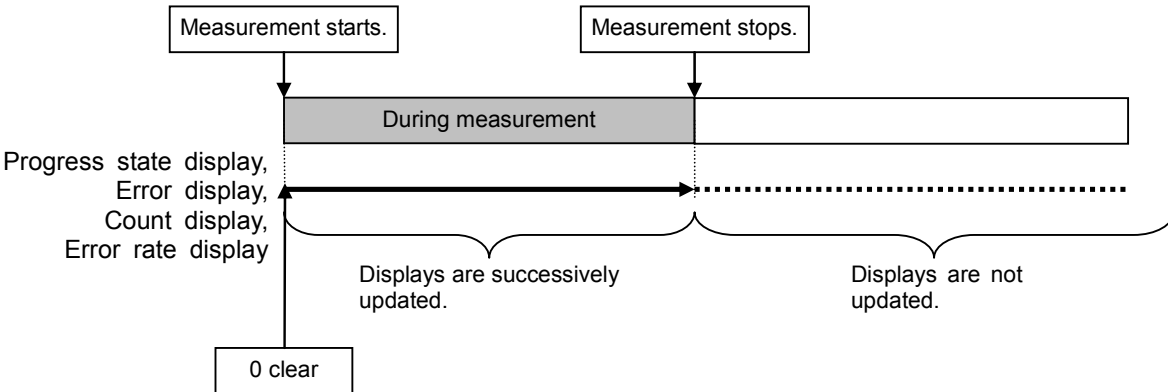 Measurement starts.
Measurement stops.
During measurement
Progress state display,
Error display,
Count display,
Error rate display
Displays are successively
updated.
Displays are not
updated.
0 clear